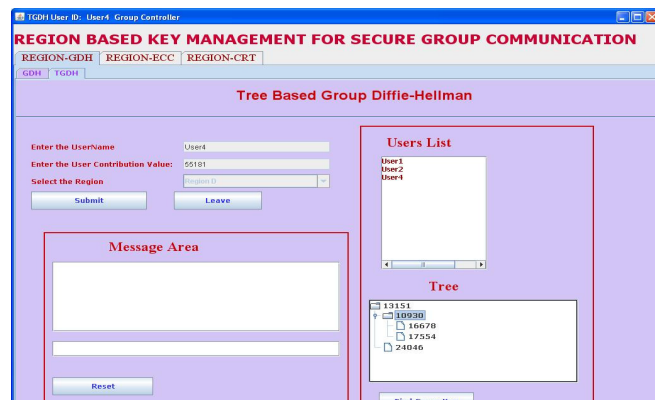 TGDH User ID: User4 Group Controller
REGION BASED KEY MANAGEMENT FOR SECURE GROUP COMMUNICATION
REGION-GDH REGION-ECC REGION-CRT
GDH TGDH
Tree Based Group Diffie-Hellman
Enter the UserName User4
Enter the User Contribution Value: 55181
Select the Region Region D
Submit Leave
Message Area
Reset
Users List
User1
User2
User4
Tree
13151
10930
16678
17554
24046